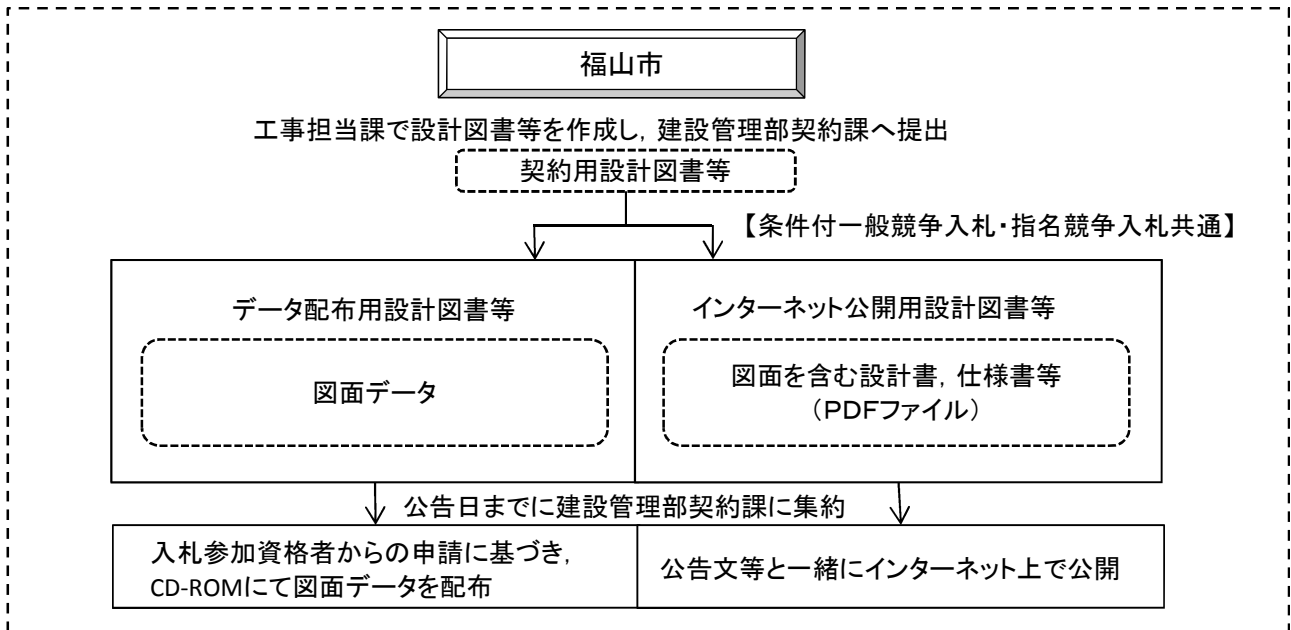 福山市
工事担当課で設計図書等を作成し，建設管理部契約課へ提出
契約用設計図書等
【条件付一般競争入札・指名競争入札共通】
データ配布用設計図書等
図面データ
インターネット公開用設計図書等
図面を含む設計書，仕様書等
（PDFファイル）
公告日までに建設管理部契約課に集約
入札参加資格者からの申請に基づき，
CD-ROMにて図面データを配布
公告文等と一緒にインターネット上で公開